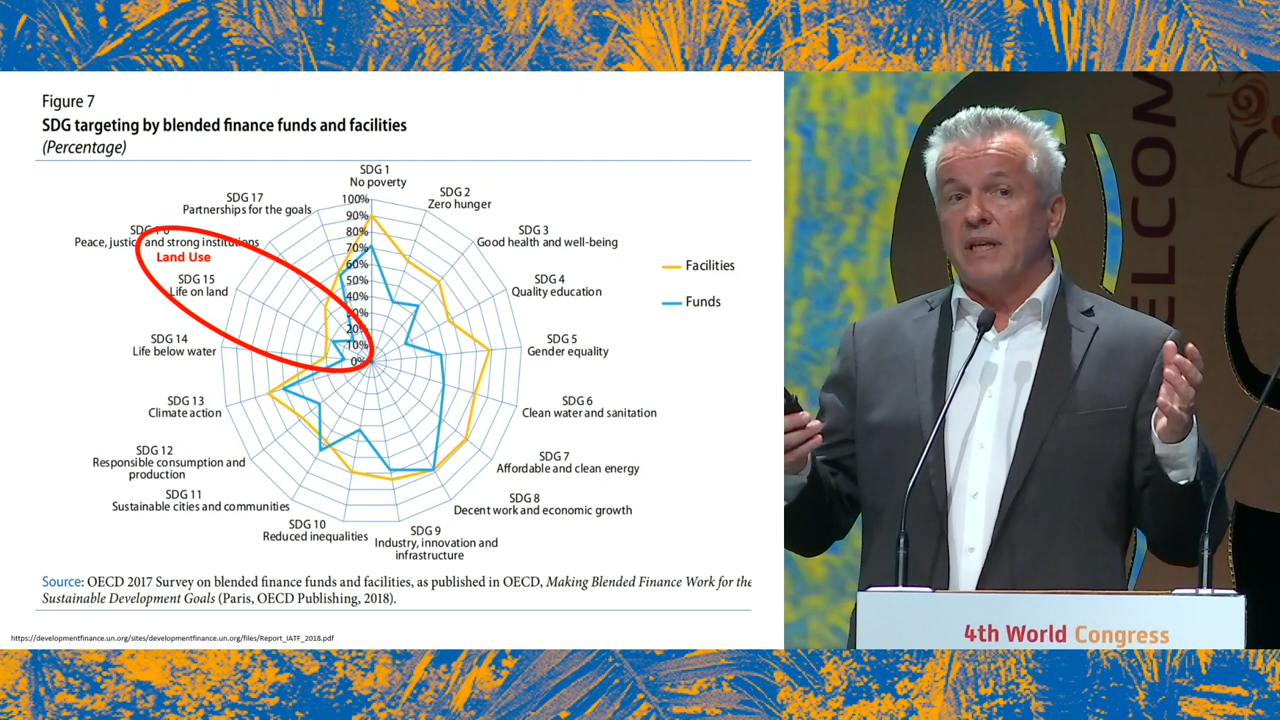 Figure 7
SDG targeting by blended finance funds and facilities
(Percentage)
SDG 1
No poverty
SDG 2
Zero hunger
SDG 3
Good health and well-being
SDG 4
Quality education
SDG 5
Gender equality
SDG 6
Clean water and sanitation
SDG 7
Affordable and clean energy
SDG 8
Decent work and economic growth
SDG 9
Industry, innovation and
infrastructure
SDG 10
Reduced inequalities
SDG 11
Sustainable cities and communities
SDG 12
Responsible consumption and
production
SDG 13
Climate action
SDG 14
Life below water
SDG 15
Life on land
Land Use
SDG 16
Peace, justice and strong institutions
SDG 17
Partnerships for the goals
100%
90%
80%
70%
60%
50%
40%
30%
20%
10%
0%
Facilities
Funds
Source: OECD 2017 Survey on blended finance funds and facilities, as published in OECD, Making Blended Finance Work for the
Sustainable Development Goals (Paris, OECD Publishing, 2018).
https://developmentfinance.un.org/sites/developmentfinance.un.org/files/Report_IATF_2018.pdf
ELCOM
4th World Congress